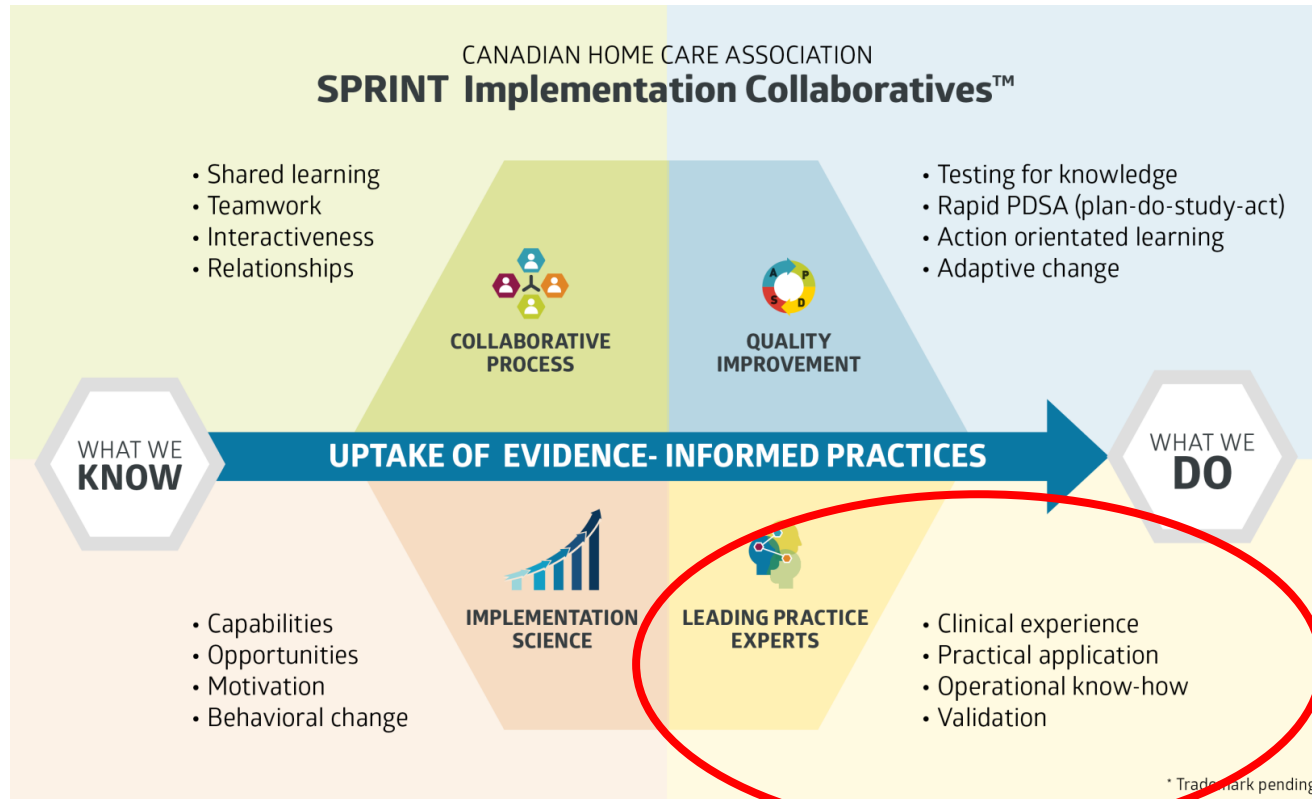 CANADIAN HOME CARE ASSOCIATION
SPRINT Implementation Collaboratives™
• Shared learning
• Teamwork
• Interactiveness
• Relationships
• Testing for knowledge
• Rapid PDSA (plan-do-study-act)
• Action orientated learning
• Adaptive change
COLLABORATIVE
PROCESS
A P
S D
QUALITY
IMPROVEMENT
WHAT WE
KNOW
UPTAKE OF EVIDENCE- INFORMED PRACTICES
WHAT WE
DO
IMPLEMENTATION
SCIENCE
LEADING PRACTICE
EXPERTS
• Capabilities
• Opportunities
• Motivation
• Behavioral change
• Clinical experience
• Practical application
• Operational know-how
• Validation
* Trademark pending